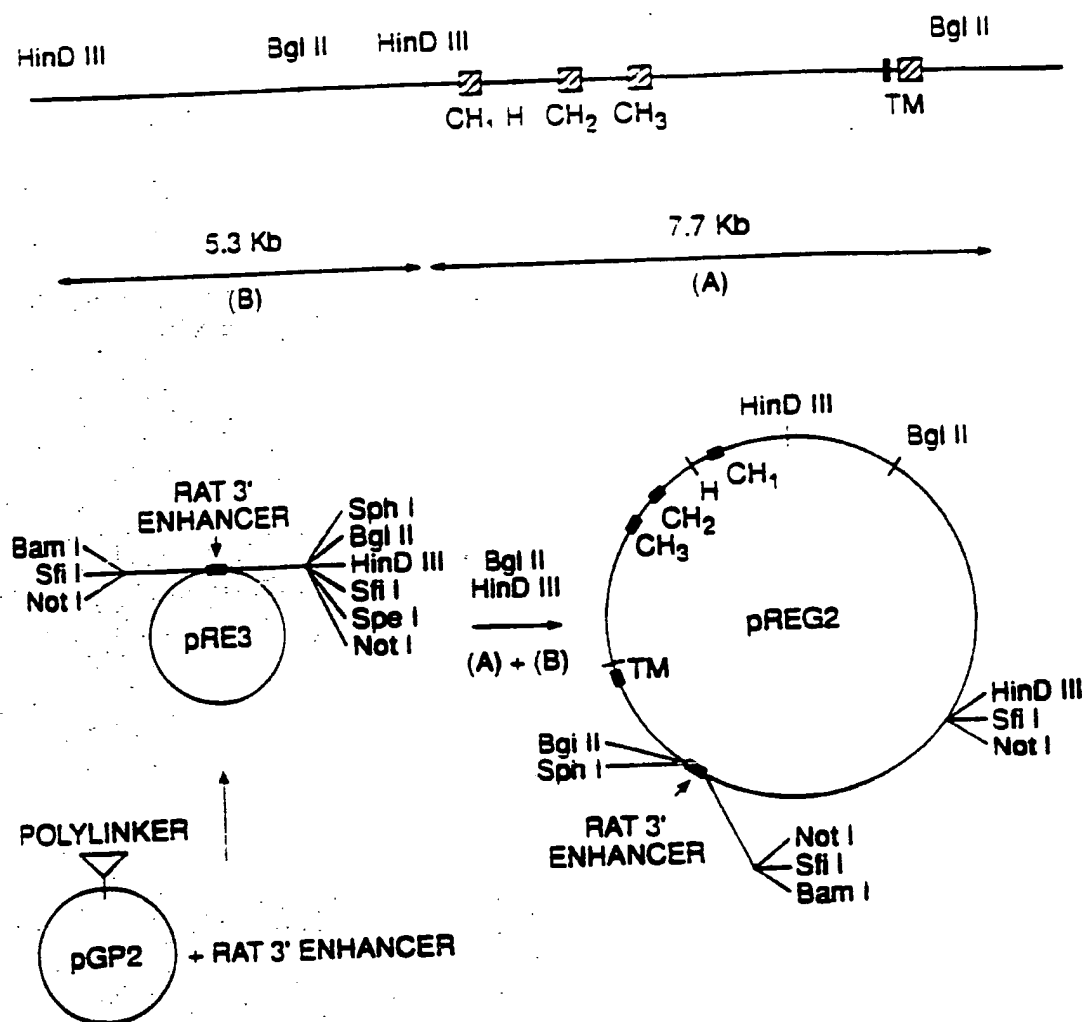 HinD III
Bgl II
HinD III
Bgl II
CH1 H CH2 CH3
TM
5.3 Kb
7.7 Kb
(B)
(A)
RAT 3'
ENHANCER
Bam I
Sfi I
Not I
Sph I
Bgl II
HinD III
Sfi I
Spe I
Not I
pRE3
Bgl II
HinD III
(A) + (B)
HinD III
Bgl II
CH1
H
CH2
CH3
pREG2
TM
HinD III
Sfi I
Not I
Bgl II
Sph I
RAT 3'
ENHANCER
Not I
Sfi I
Bam I
POLYLINKER
pGP2
+ RAT 3' ENHANCER